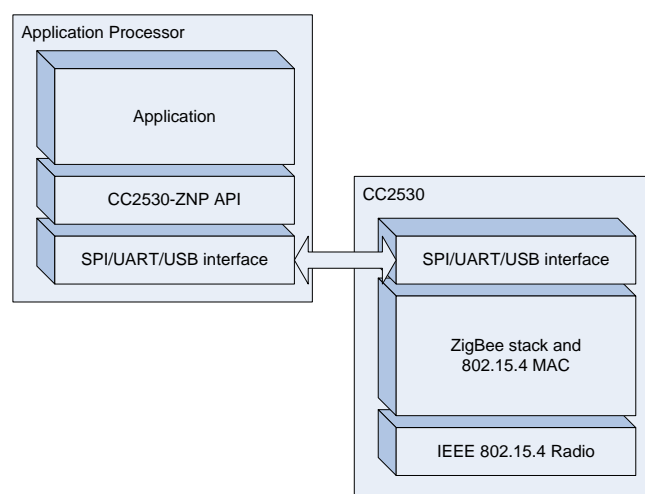 Application Processor
Application
CC2530-ZNP API
SPI/UART/USB interface
CC2530
SPI/UART/USB interface
ZigBee stack and
802.15.4 MAC
IEEE 802.15.4 Radio